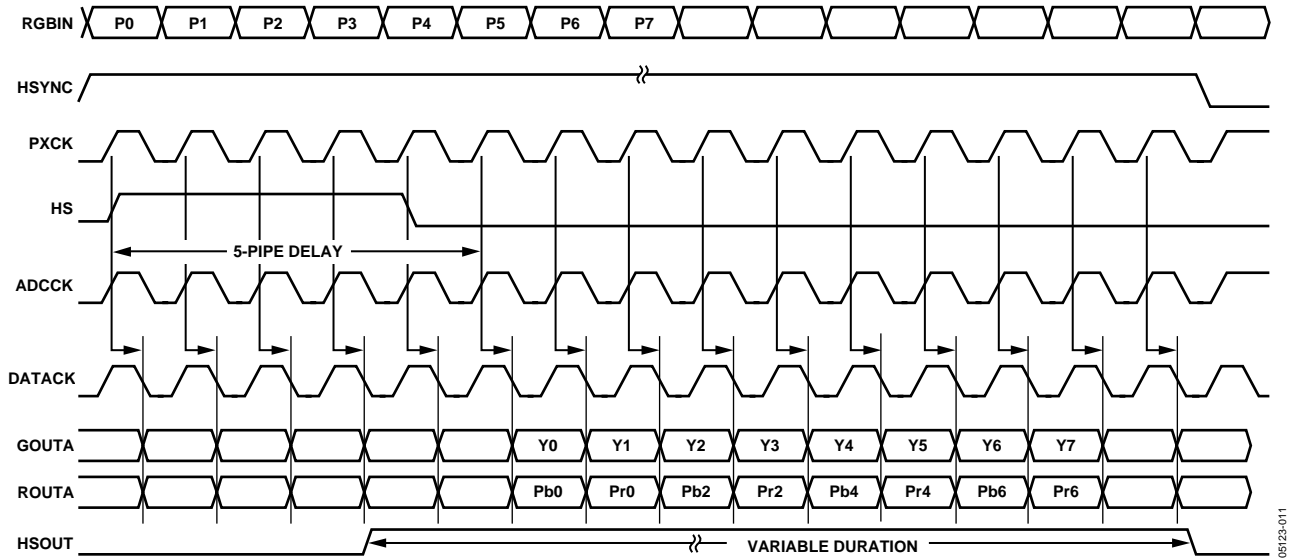 RGBIN P0 P1 P2 P3 P4 P5 P6 P7
HSYNC
PXCK
HS
5-PIPE DELAY
ADCCK
DATACK
GOUTA Y0 Y1 Y2 Y3 Y4 Y5 Y6 Y7
ROUTA Pb0 Pr0 Pb2 Pr2 Pb4 Pr4 Pb6 Pr6
HSOUT VARIABLE DURATION
05123-011